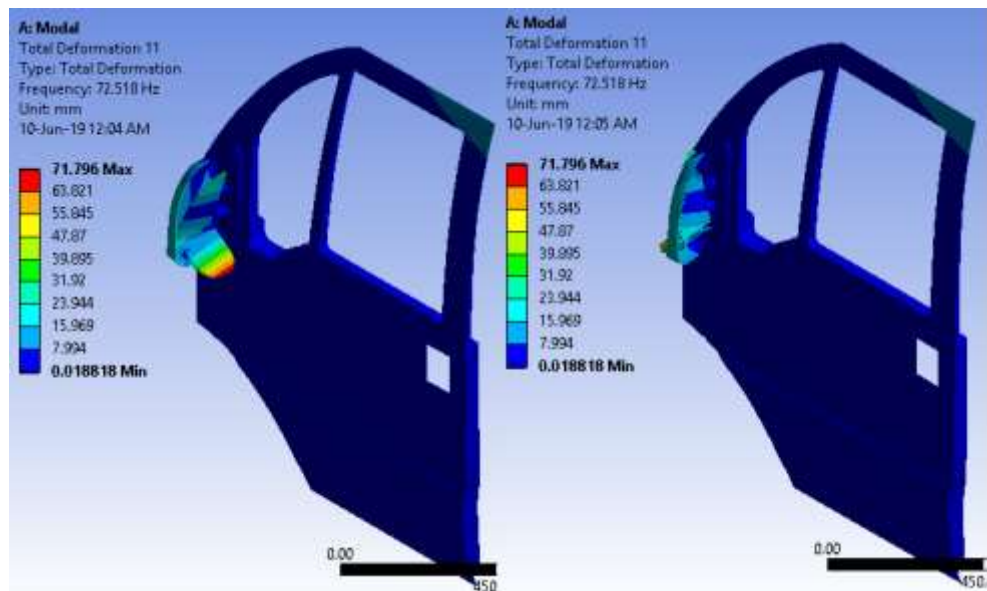 A: Modal
Total Deformation 11
Type: Total Deformation
Frequency: 72.518 Hz
Unit: mm
10-Jun-19 12:04 AM
71.796 Max
63.821
55.845
47.87
39.895
31.92
23.944
15.969
7.994
0.018818 Min
0.00
450.
A: Modal
Total Deformation 11
Type: Total Deformation
Frequency: 72.518 Hz
Unit: mm
10-Jun-19 12:05 AM
71.796 Max
63.821
55.845
47.87
39.895
31.92
23.944
15.969
7.994
0.018818 Min
0.00
450.